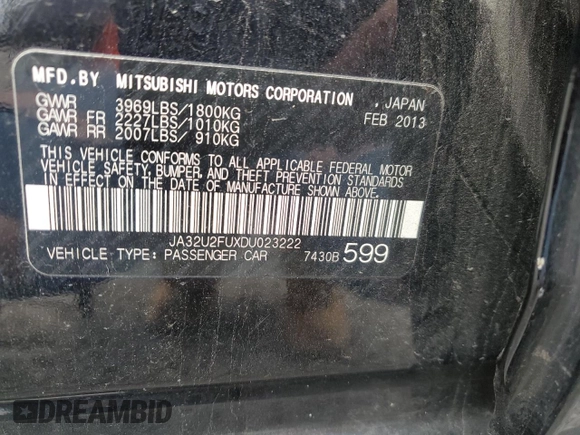 MFD.BY MITSUBISHI MOTORS CORPORATION , JAPAN
GVWR 3969LBS/1800KG FEB 2013
GAWR FR 2227LBS/1010KG
GAWR RR 2007LBS/ 910KG
THIS VEHICLE CONFORMS TO ALL APPLICABLE FEDERAL MOTOR
VEHICLE SAFETY, BUMPER, AND THEFT PREVENTION STANDARDS
IN EFFECT ON THE DATE OF MANUFACTURE SHOWN ABOVE.
JA32U2FUXDU023222
VEHICLE TYPE: PASSENGER CAR 7430B 599
DREAMBID